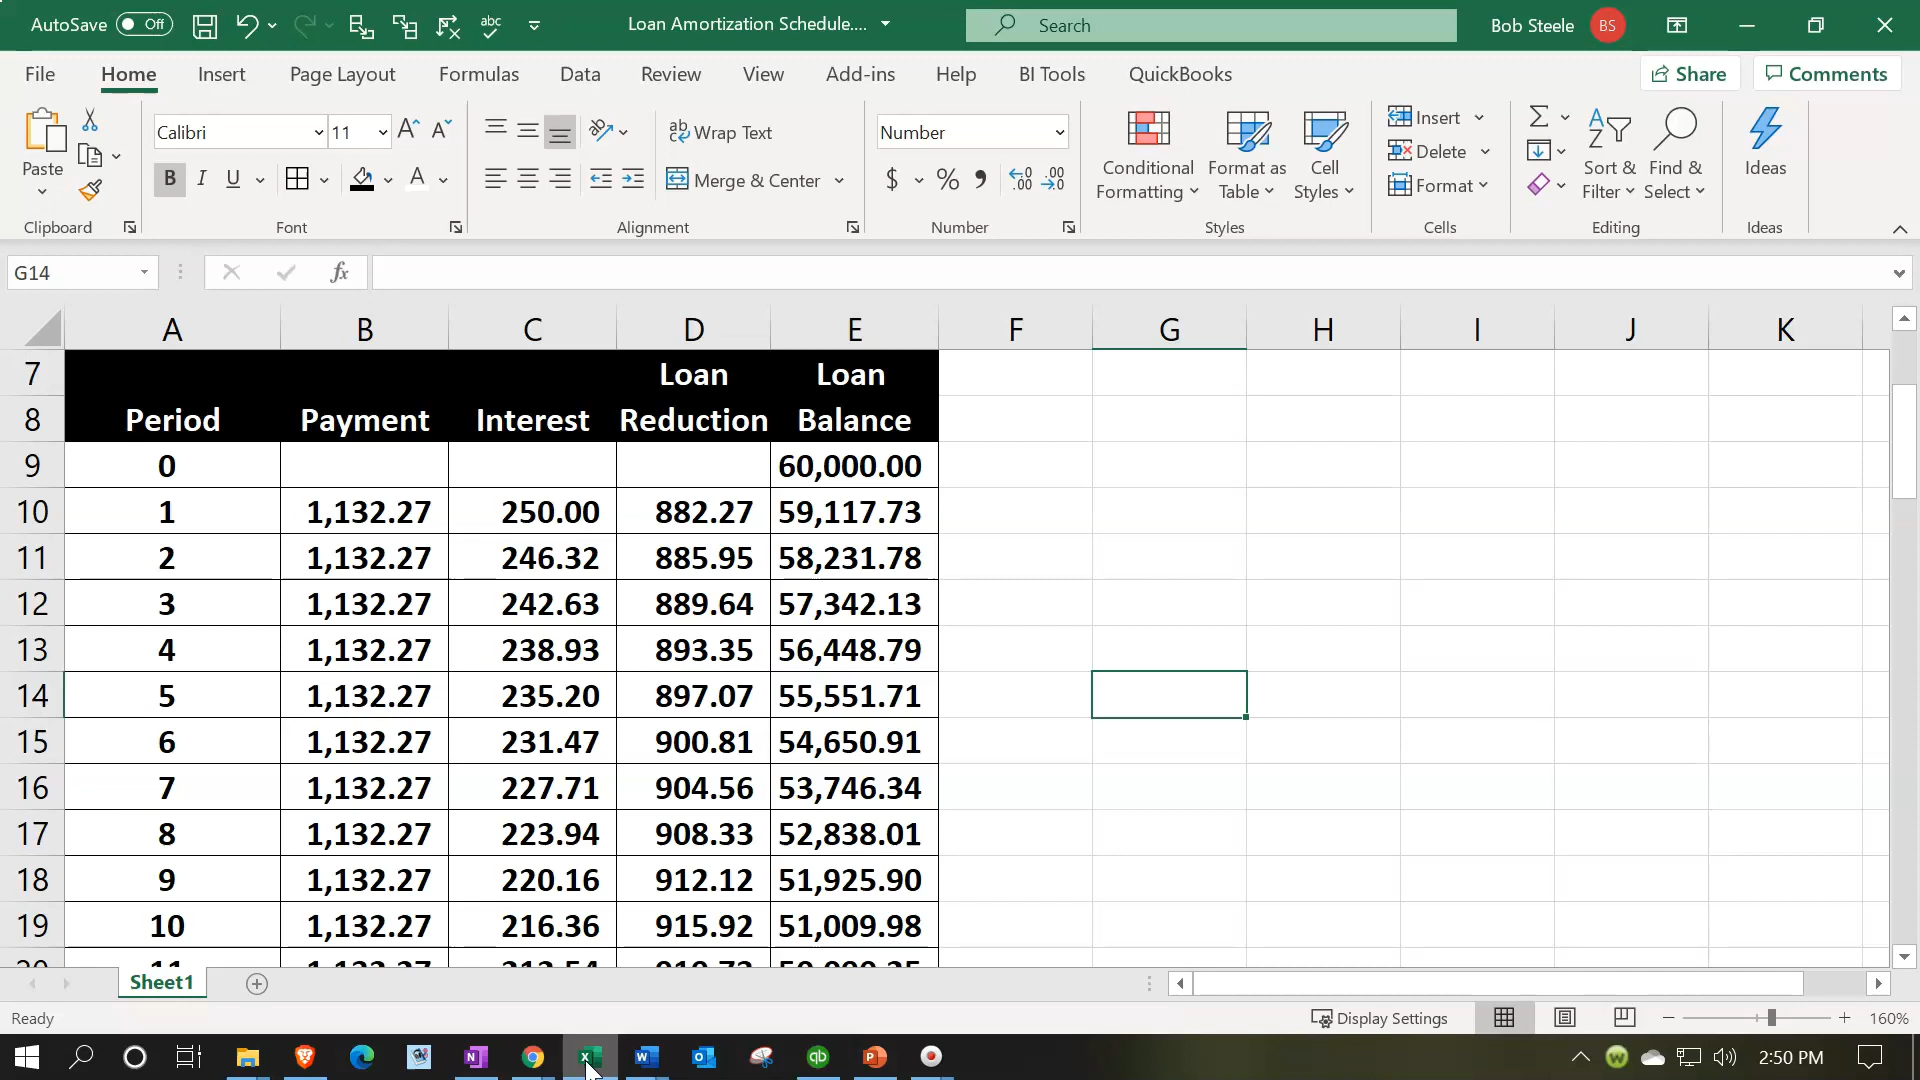 AutoSave Off abc Loan Amortization Schedule.... Search Bob Steele BS
File Home Insert Page Layout Formulas Data Review View Add-ins Help BI Tools QuickBooks Share Comments
Calibri 11 ab Wrap Text Number Insert
Paste Conditional Format as Cell Delete Sort & Find & Ideas
B I U A Merge & Center $ % Formatting Table Styles Format Filter Select
Clipboard Font Alignment Number Styles Cells Editing Ideas
G14 fx
A B C D E F G H I J K
7 Loan Loan
8 Period Payment Interest Reduction Balance
9 0 60,000.00
10 1 1,132.27 250.00 882.27 59,117.73
11 2 1,132.27 246.32 885.95 58,231.78
12 3 1,132.27 242.63 889.64 57,342.13
13 4 1,132.27 238.93 893.35 56,448.79
14 5 1,132.27 235.20 897.07 55,551.71
15 6 1,132.27 231.47 900.81 54,650.91
16 7 1,132.27 227.71 904.56 53,746.34
17 8 1,132.27 223.94 908.33 52,838.01
18 9 1,132.27 220.16 912.12 51,925.90
19 10 1,132.27 216.36 915.92 51,009.98
Sheet1
Ready Display Settings 160%
2:50 PM